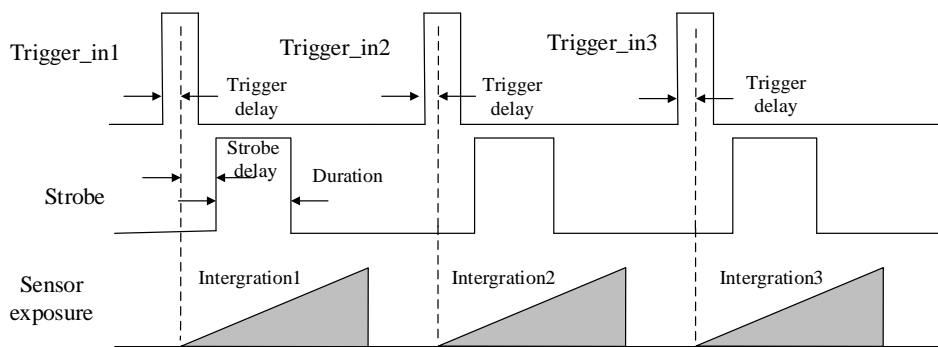 Trigger_in1
Trigger_in2
Trigger_in3
Trigger
delay
Trigger
delay
Trigger
delay
Strobe
Strobe
delay
Duration
Sensor
exposure
Intergration1
Intergration2
Intergration3